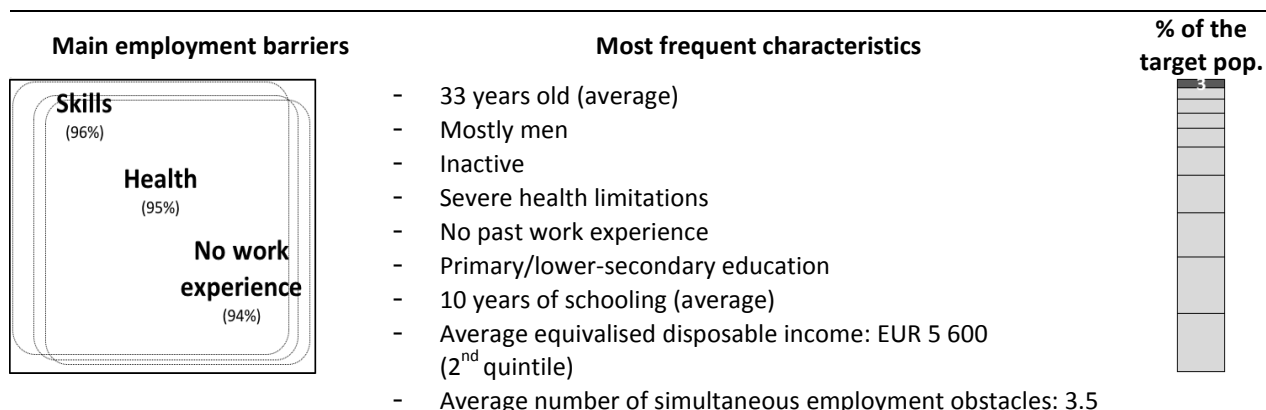 Main employment barriers
Most frequent characteristics
% of the
target pop.
Skills
(96%)
Health
(95%)
No work
experience
(94%)
- 33 years old (average)
- Mostly men
- Inactive
- Severe health limitations
- No past work experience
- Primary/lower-secondary education
- 10 years of schooling (average)
- Average equivalised disposable income: EUR 5 600
(2nd quintile)
- Average number of simultaneous employment obstacles: 3.5
3